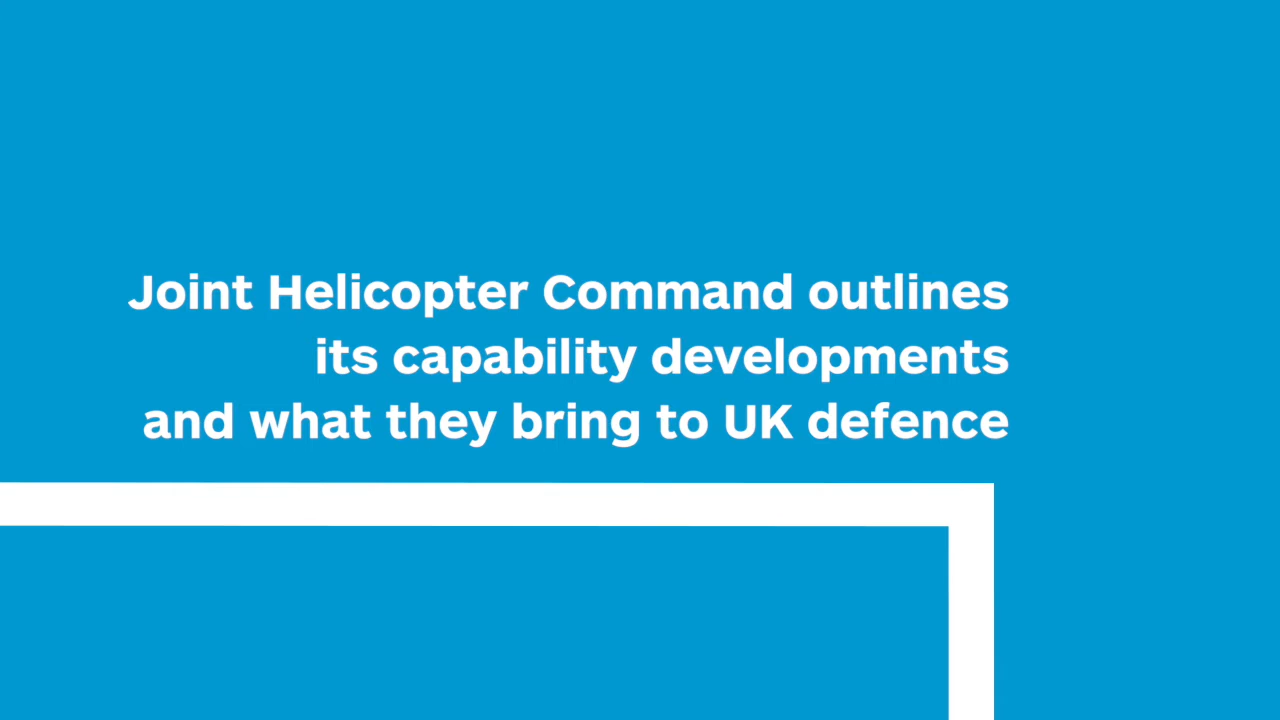 Joint Helicopter Command outlines
its capability developments
and what they bring to UK defence